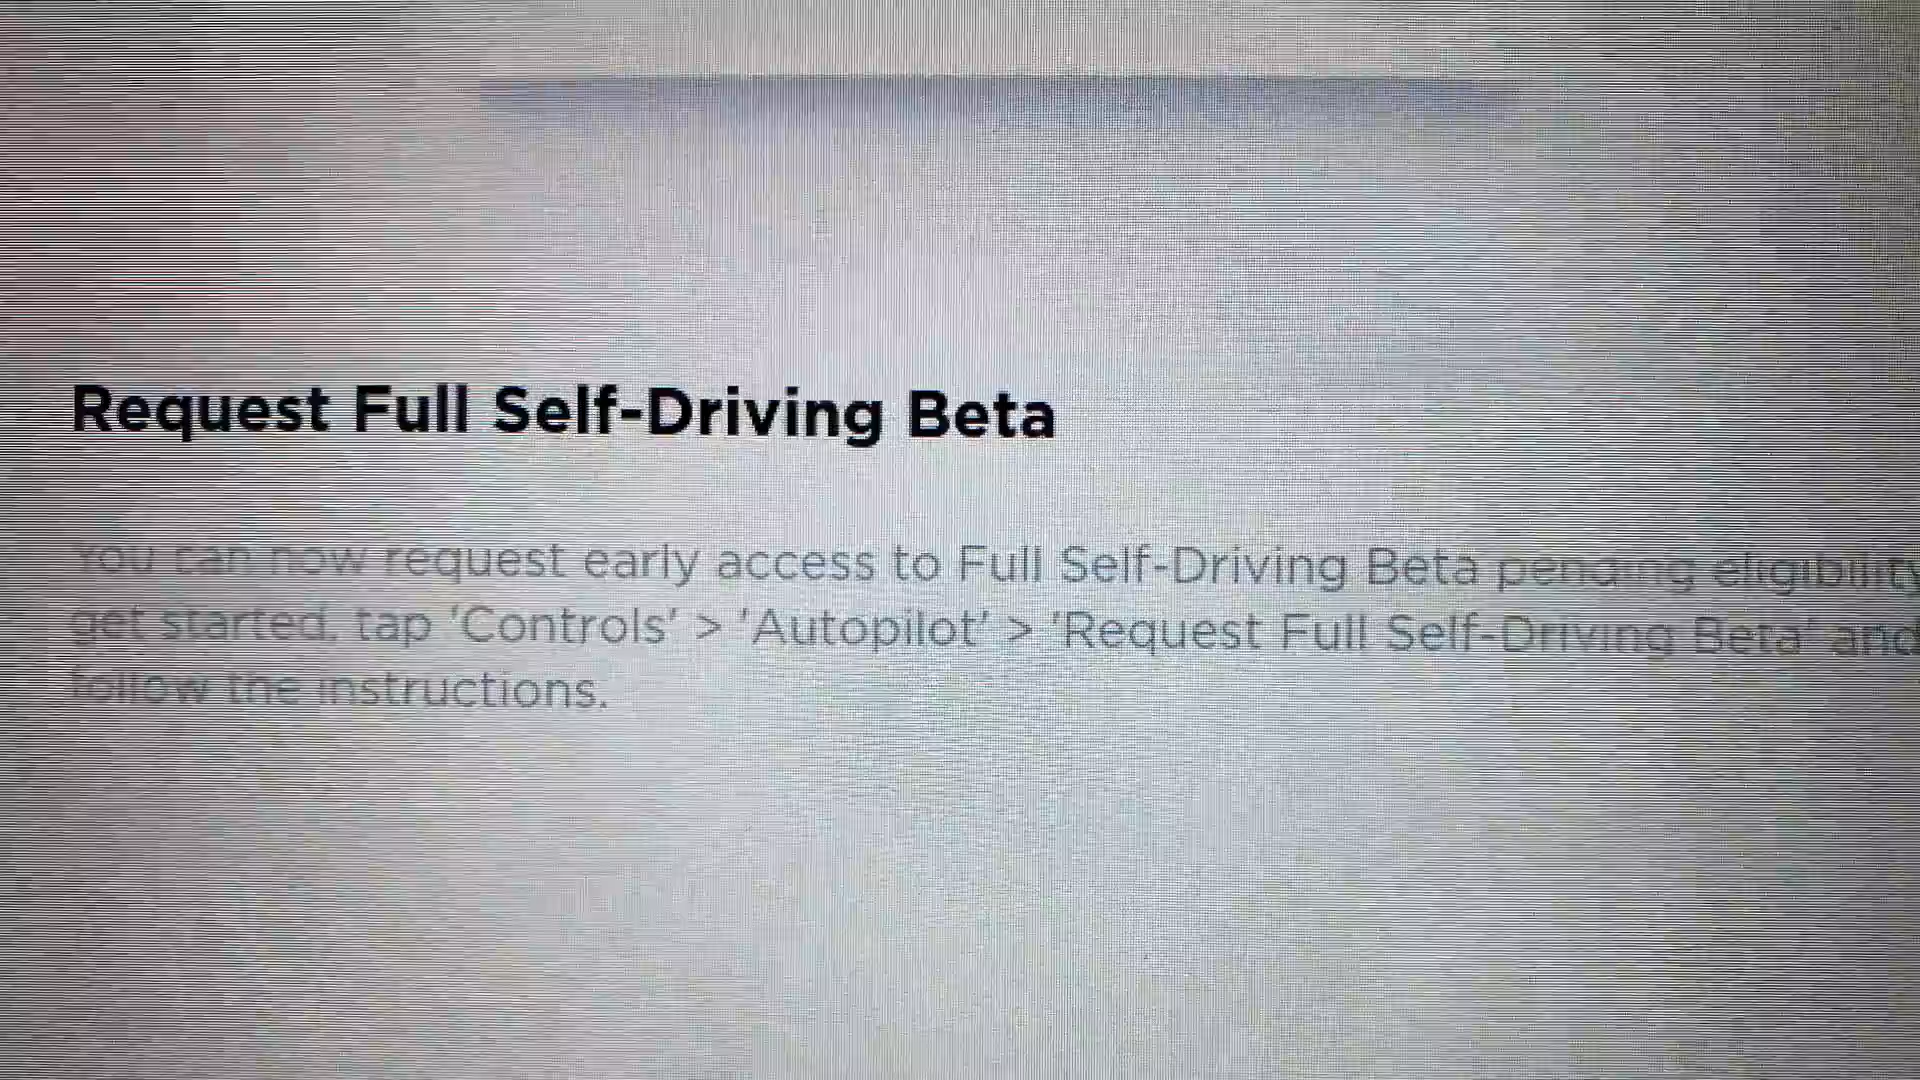 Request Full Self-Driving Beta
You can now request early access to Full Self-Driving Beta pending eligibility
get started, tap 'Controls' > 'Autopilot' > 'Request Full Self-Driving Beta' and
follow the instructions.